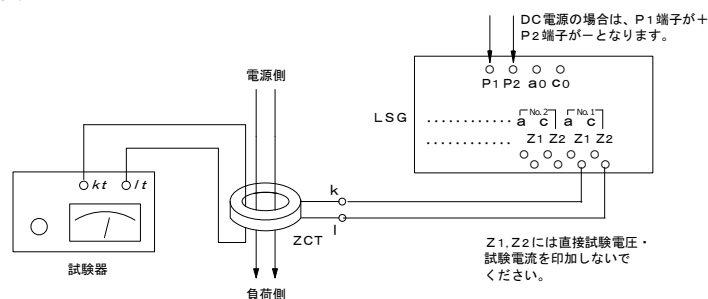 DC電源の場合は、P1端子が＋
P2端子がーとなります。
電源側
P1 P2 a0 c0
LSG
............ No.2 No.1
a c a c
............ Z1 Z2 Z1 Z2
kt lt
k
l
ZCT
試験器
負荷側
Z1,Z2には直接試験電圧・
試験電流を印加しないで
ください。